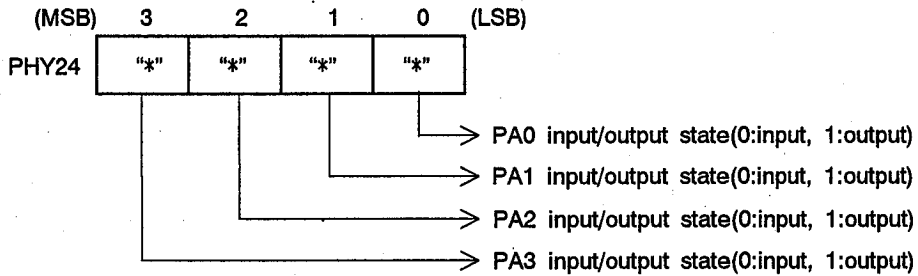 (MSB) 3 2 1 0 (LSB)
PHY24 "*" "*" "*" "*"
PA0 input/output state(0:input, 1:output)
PA1 input/output state(0:input, 1:output)
PA2 input/output state(0:input, 1:output)
PA3 input/output state(0:input, 1:output)